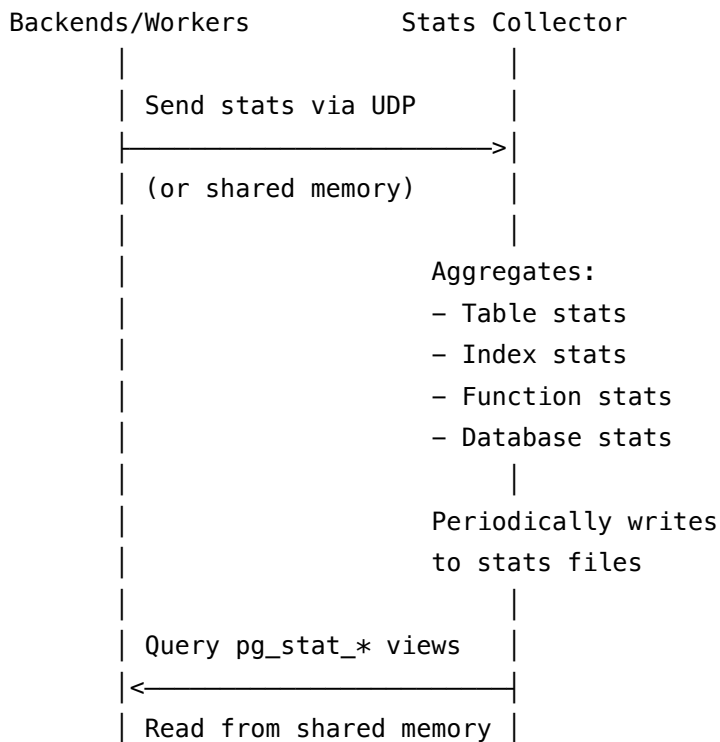 Backends/Workers Stats Collector
Send stats via UDP
(or shared memory)
Aggregates:
- Table stats
- Index stats
- Function stats
- Database stats
Periodically writes
to stats files
Query pg_stat_* views
Read from shared memory